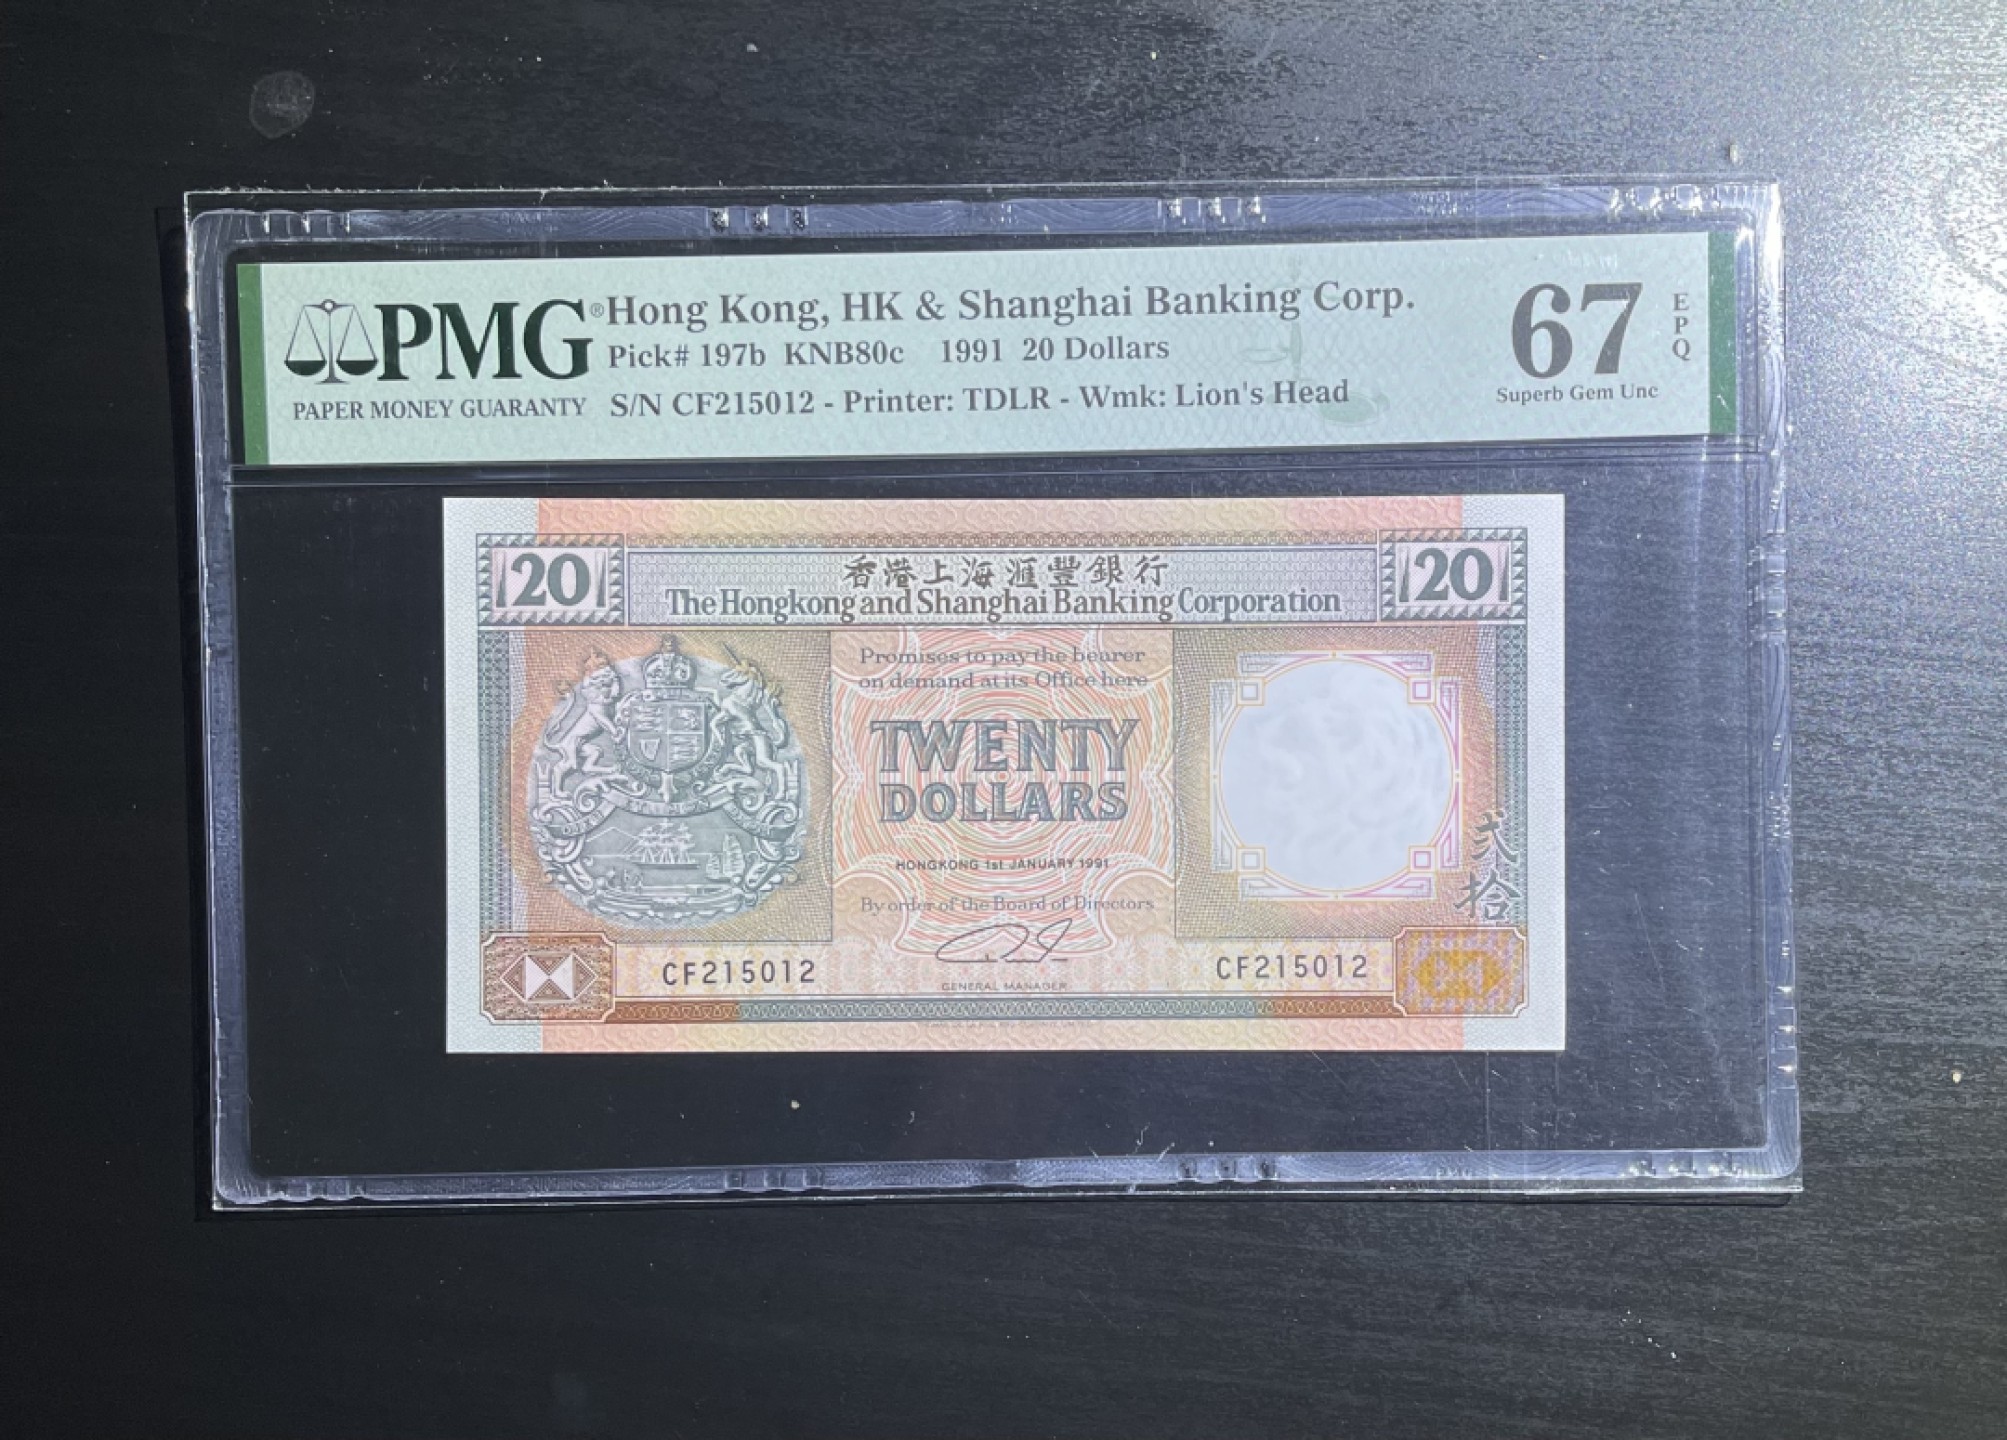 PMG®
PAPER MONEY GUARANTY
Hong Kong, HK & Shanghai Banking Corp.
Pick# 197b KNB80c 1991 20 Dollars
S/N CF215012 - Printer: TDLR - Wmk: Lion's Head
67
EPQ
Superb Gem Unc
20
香港上海滙豐銀行
20
The Hongkong and Shanghai Banking Corporation
Promises to pay the bearer
on demand at its Office here
TWENTY
DOLLARS
HONGKONG 1st JANUARY 1991
By order of the Board of Directors
貳拾
CF215012
CF215012
GENERAL MANAGER